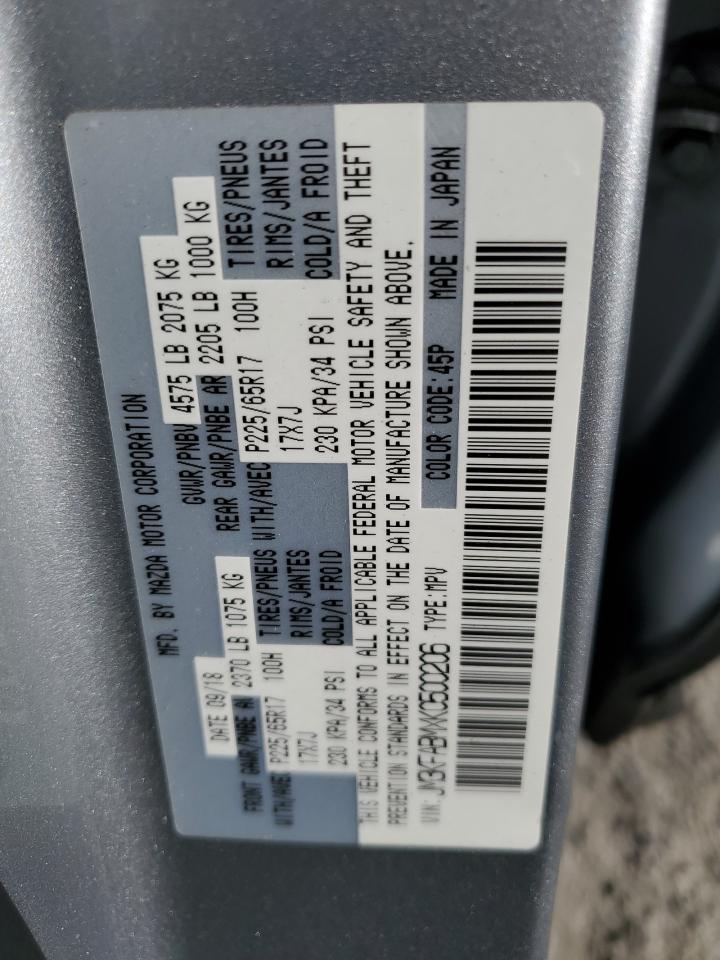 MFD. BY MAZDA MOTOR CORPORATION
DATE 09/18 GVWR/PNBV 4575 LB 2075 KG
FRONT GAWR/PNBE AV 2370 LB 1075 KG REAR GAWR/PNBE AR 2205 LB 1000 KG
WITH/AVEC P225/65R17 100H TIRES/PNEUS WITH/AVEC P225/65R17 100H TIRES/PNEUS
17X7J RIMS/JANTES 17X7J RIMS/JANTES
230 KPA/34 PSI COLD/A FROID 230 KPA/34 PSI COLD/A FROID
THIS VEHICLE CONFORMS TO ALL APPLICABLE FEDERAL MOTOR VEHICLE SAFETY AND THEFT
PREVENTION STANDARDS IN EFFECT ON THE DATE OF MANUFACTURE SHOWN ABOVE.
VIN: JM3KFABMXK0500206 TYPE:MPV COLOR CODE:45P MADE IN JAPAN